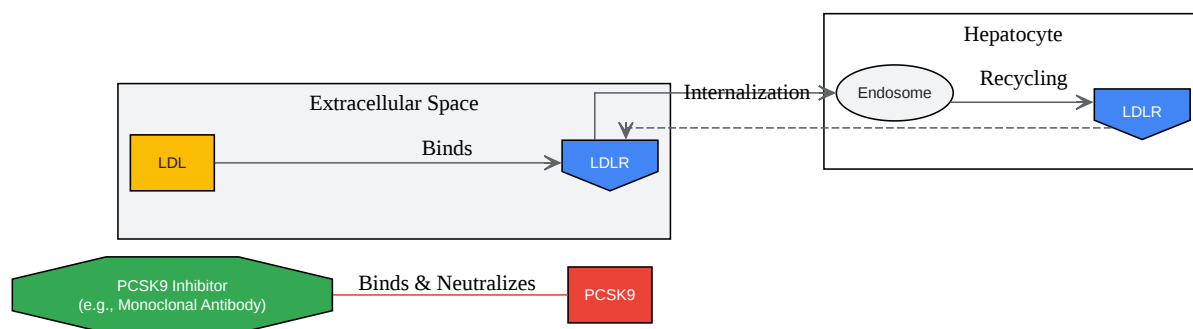 Hepatocyte
Recycling
Endosome
LDLR
Internalization
Extracellular Space
Binds
LDL
LDLR
PCSK9 Inhibitor
(e.g., Monoclonal Antibody)
Binds & Neutralizes
PCSK9